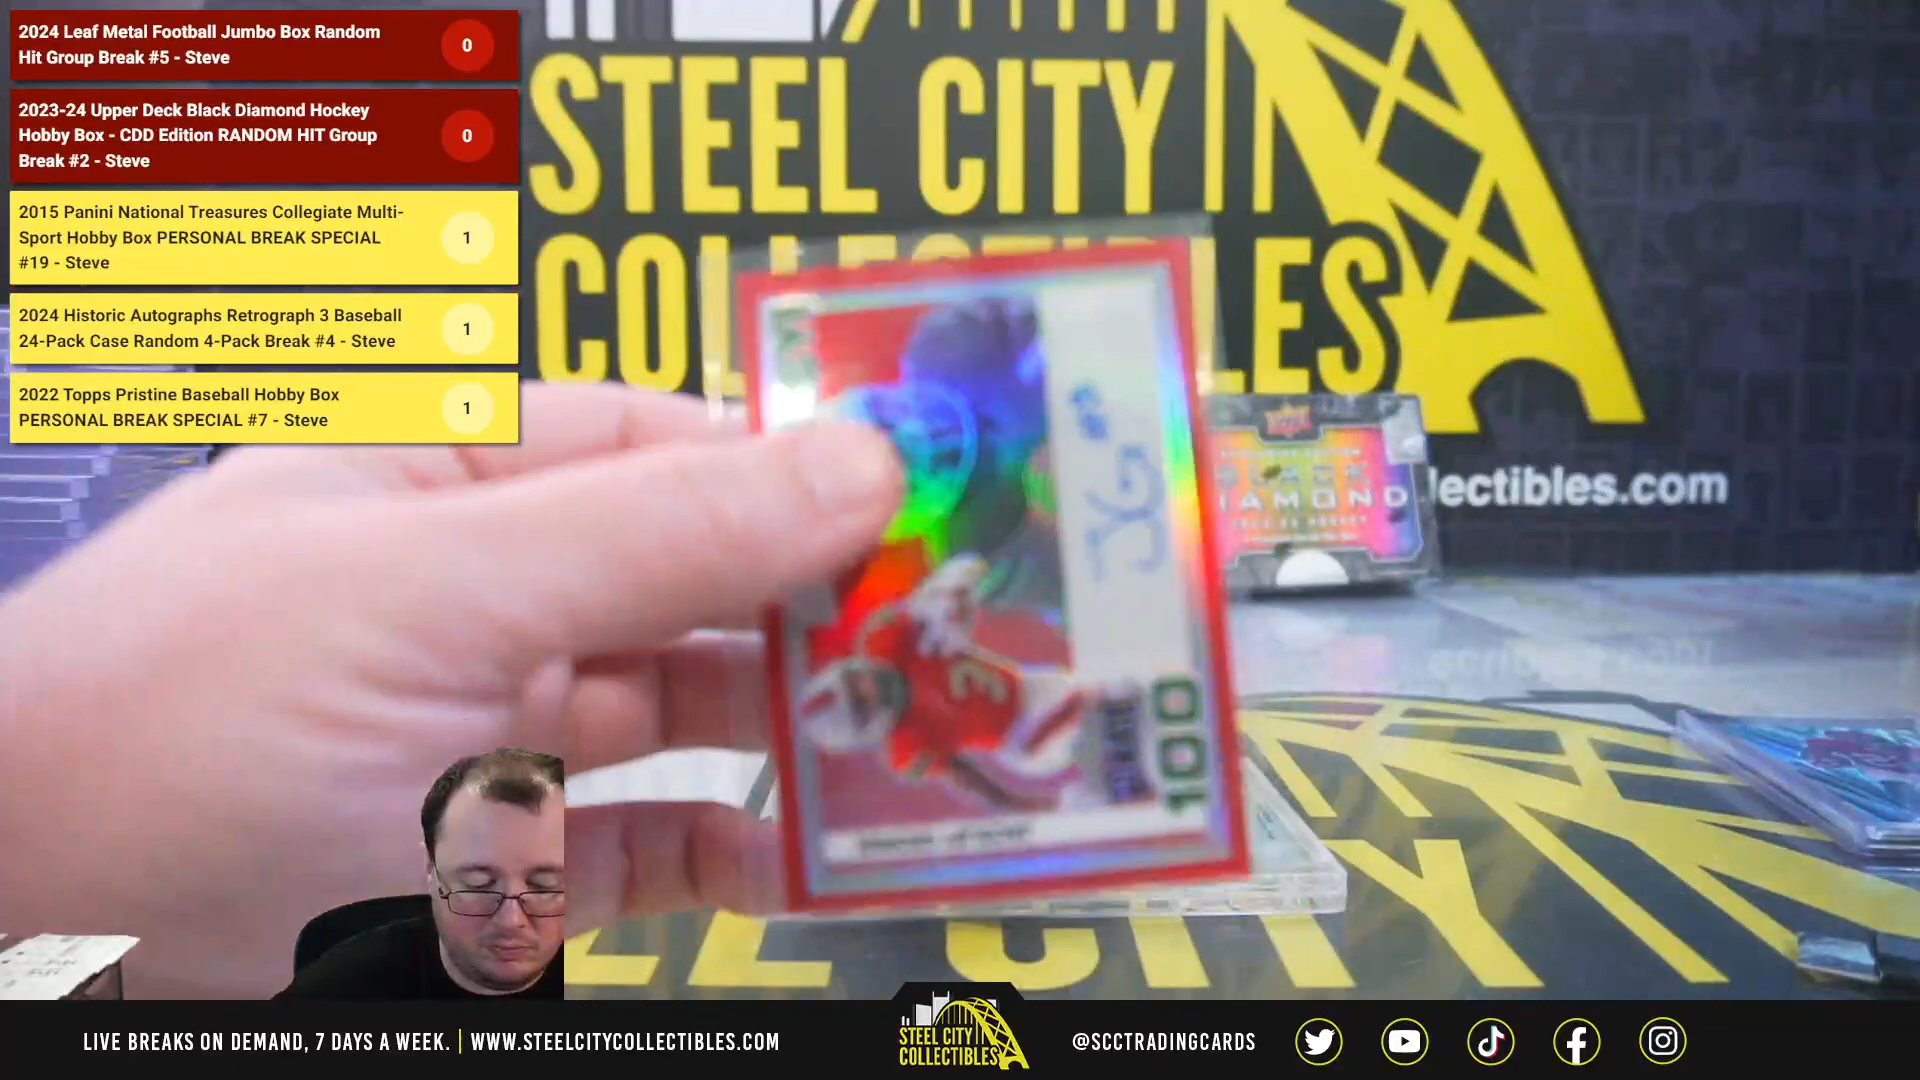 2024 Leaf Metal Football Jumbo Box Random
Hit Group Break #5 - Steve
0
2023-24 Upper Deck Black Diamond Hockey
Hobby Box - CDD Edition RANDOM HIT Group
Break #2 - Steve
0
2015 Panini National Treasures Collegiate Multi-
Sport Hobby Box PERSONAL BREAK SPECIAL
#19 - Steve
1
2024 Historic Autographs Retrograph 3 Baseball
24-Pack Case Random 4-Pack Break #4 - Steve
1
2022 Topps Pristine Baseball Hobby Box
PERSONAL BREAK SPECIAL #7 - Steve
1
STEEL CITY
lectibles.com
BLACK
DIAMOND
100
CITY
LIVE BREAKS ON DEMAND, 7 DAYS A WEEK. | WWW.STEELCITYCOLLECTIBLES.COM
STEEL CITY
COLLECTIBLES
@SCCTRADINGCARDS